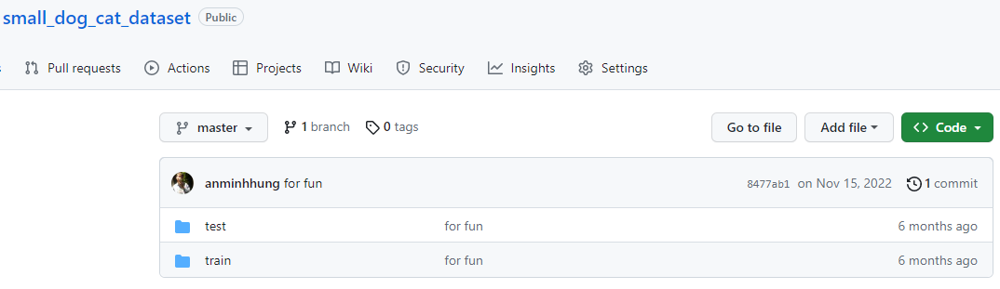 small_dog_cat_dataset Public
Pull requests Actions Projects Wiki Security Insights Settings
master 1 branch 0 tags Go to file Add file Code
anminhhung for fun 8477ab1 on Nov 15, 2022 1 commit
test for fun 6 months ago
train for fun 6 months ago